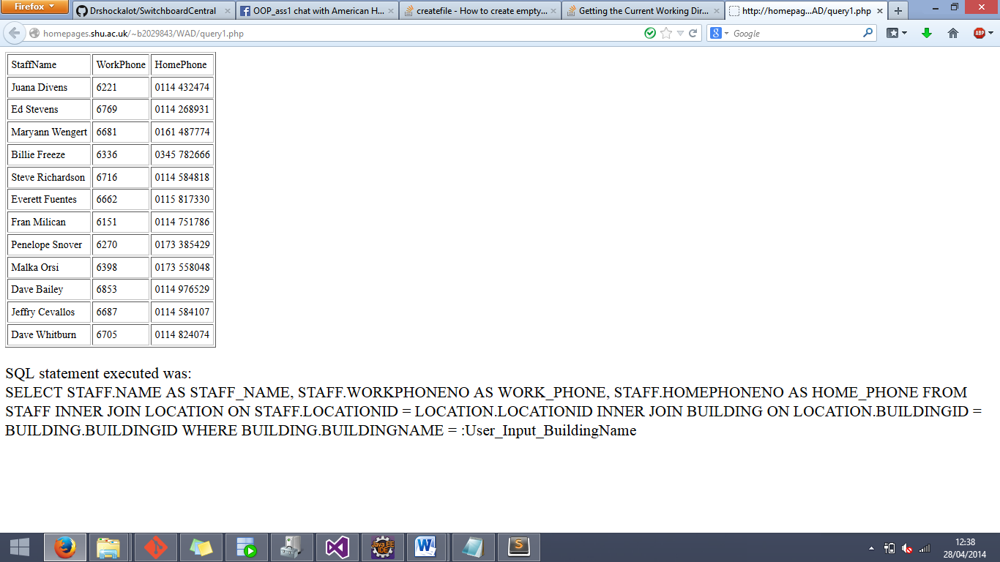 Firefox
Drshockalot/SwitchboardCentral
OOP_ass1 chat with American H...
createfile - How to create empty...
Getting the Current Working Dir...
http://homepag...AD/query1.php
homepages.shu.ac.uk/~b2029843/WAD/query1.php
Google
ABP
StaffName WorkPhone HomePhone
Juana Divens 6221 0114 432474
Ed Stevens 6769 0114 268931
Maryann Wengert 6681 0161 487774
Billie Freeze 6336 0345 782666
Steve Richardson 6716 0114 584818
Everett Fuentes 6662 0115 817330
Fran Milican 6151 0114 751786
Penelope Snover 6270 0173 385429
Malka Orsi 6398 0173 558048
Dave Bailey 6853 0114 976529
Jeffry Cevallos 6687 0114 584107
Dave Whitburn 6705 0114 824074
SQL statement executed was:
SELECT STAFF.NAME AS STAFF_NAME, STAFF.WORKPHONENO AS WORK_PHONE, STAFF.HOMEPHONENO AS HOME_PHONE FROM
STAFF INNER JOIN LOCATION ON STAFF.LOCATIONID = LOCATION.LOCATIONID INNER JOIN BUILDING ON LOCATION.BUILDINGID =
BUILDING.BUILDINGID WHERE BUILDING.BUILDINGNAME = :User_Input_BuildingName
Java EE
IDE
12:38
28/04/2014